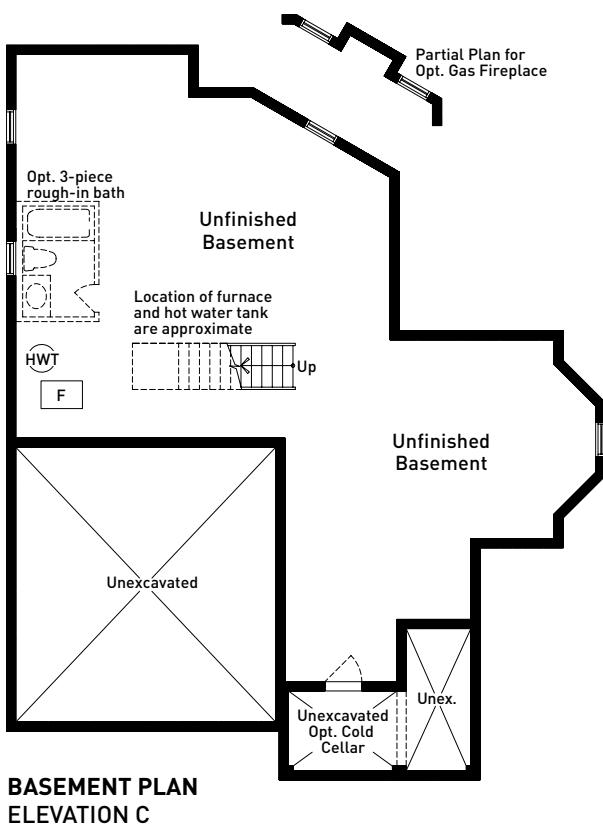 Partial Plan for
Opt. Gas Fireplace
Opt. 3-piece
rough-in bath
Unfinished
Basement
Location of furnace
and hot water tank
are approximate
HWT
Up
F
Unfinished
Basement
Unexcavated
Unex.
Unexcavated
Opt. Cold
Cellar
BASEMENT PLAN
ELEVATION C